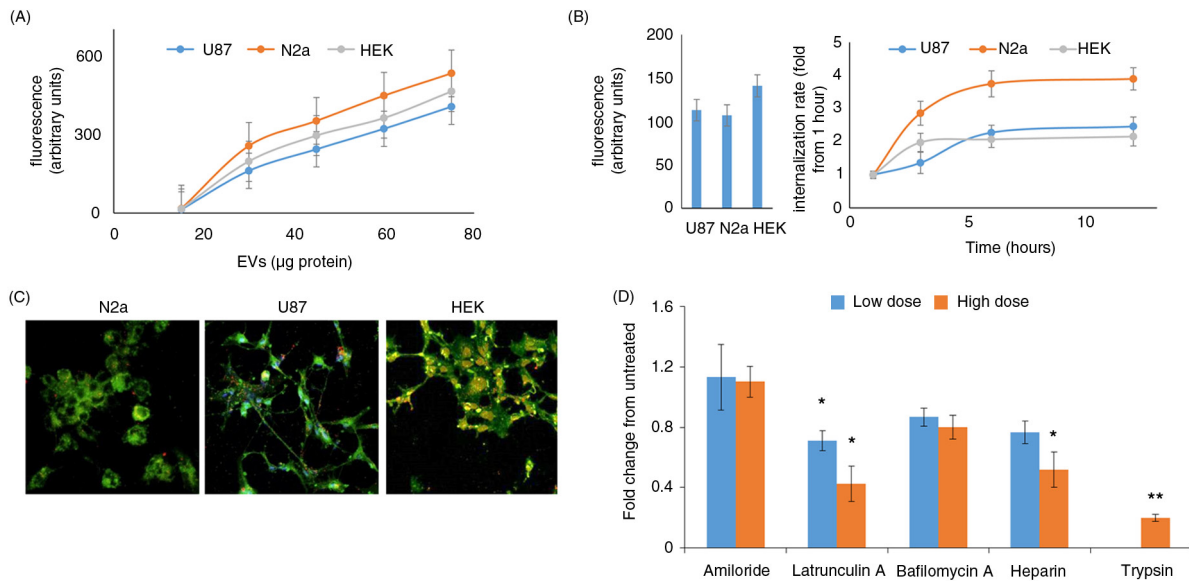 (A)
U87 N2a HEK
fluorescence
(arbitrary units)
600
300
0
0 20 40 60 80
EVs (µg protein)
(B)
fluorescence
(arbitrary units)
200
150
100
50
0
U87 N2a HEK
U87 N2a HEK
internalization rate (fold
from 1 hour)
5
4
3
2
1
0
0 5 10
Time (hours)
(C)
N2a U87 HEK
(D)
Low dose High dose
Fold change from untreated
1.6
1.2
0.8
0.4
0
* * * **
Amiloride Latrunculin A Bafilomycin A Heparin Trypsin